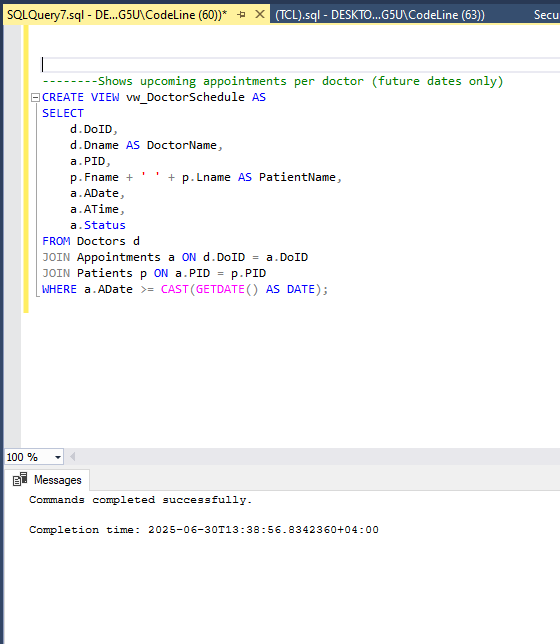 SQLQuery7.sql - DE...G5U\CodeLine (60))* (TCL).sql - DESKTO...G5U\CodeLine (63)) Secu
--------Shows upcoming appointments per doctor (future dates only)
CREATE VIEW vw_DoctorSchedule AS
SELECT
d.DoID,
d.Dname AS DoctorName,
a.PID,
p.Fname + ' ' + p.Lname AS PatientName,
a.ADate,
a.ATime,
a.Status
FROM Doctors d
JOIN Appointments a ON d.DoID = a.DoID
JOIN Patients p ON a.PID = p.PID
WHERE a.ADate >= CAST(GETDATE() AS DATE);
100 %
Messages
Commands completed successfully.
Completion time: 2025-06-30T13:38:56.8342360+04:00